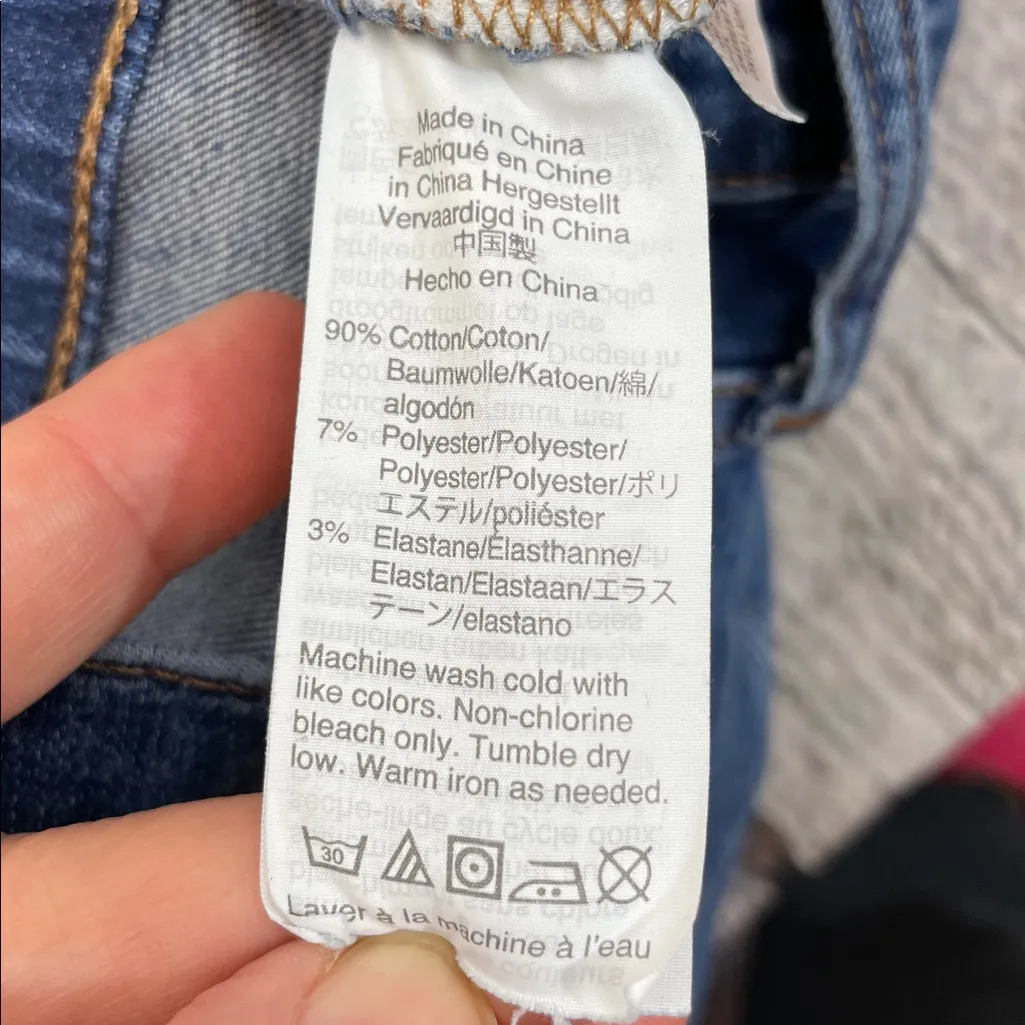 Made in China
Fabriqué en Chine
in China Hergestellt
Vervaardigd in China
中国製
Hecho en China
90% Cotton/Coton/
Baumwolle/Katoen/綿/
algodón
7% Polyester/Polyester/
Polyester/Polyester/ポリ
エステル/poliéster
3% Elastane/Élasthanne/
Elastan/Elastaan/エラス
テーン/elastano
Machine wash cold with
like colors. Non-chlorine
bleach only. Tumble dry
low. Warm iron as needed.
30
Laver à la machine à l'eau